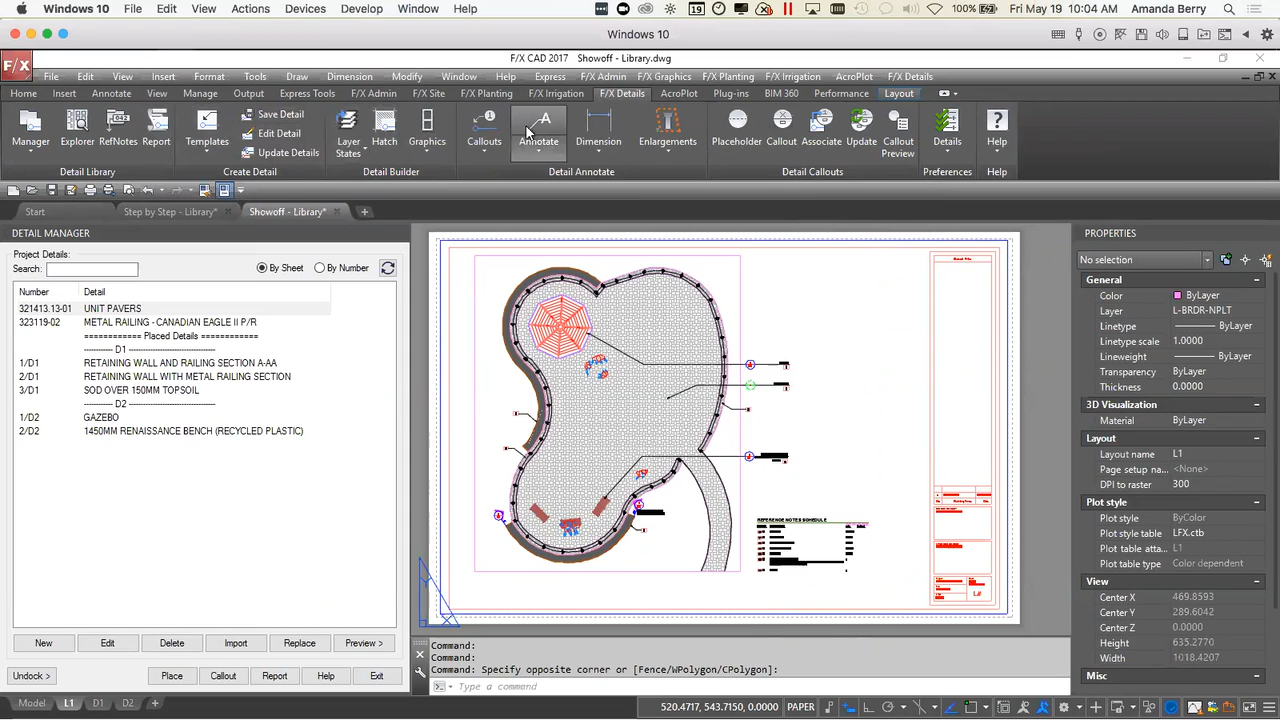 Windows 10 File Edit View Actions Devices Develop Window Help 19 100% Fri May 19 10:04 AM Amanda Berry
Windows 10
F/X F/X CAD 2017 Showoff - Library.dwg
File Edit View Insert Format Tools Draw Dimension Modify Window Help Express F/X Admin F/X Graphics F/X Planting F/X Irrigation AcroPlot F/X Details
Home Insert Annotate View Manage Output Express Tools F/X Admin F/X Site F/X Planting F/X Irrigation F/X Details AcroPlot Plug-ins BIM 360 Performance Layout
Save Detail
Edit Detail
Update Detail
Manager Explorer RefNotes Report Templates Layer States Hatch Graphics Callouts Annotate Dimension Enlargements Placeholder Callout Associate Update Callout Preview Details Help
Detail Library Create Detail Detail Builder Detail Annotate Detail Callouts Preferences Help
Start Step by Step - Library* Showoff - Library*
DETAIL MANAGER
Project Details:
Search: By Sheet By Number
Number Detail
321413.13-01 UNIT PAVERS
323119-02 METAL RAILING - CANADIAN EAGLE II P/R
============ Placed Details ============
---------- D1 ----------
1/D1 RETAINING WALL AND RAILING SECTION A-AA
2/D1 RETAINING WALL WITH METAL RAILING SECTION
3/D1 SOD OVER 150MM TOPSOIL
---------- D2 ----------
1/D2 GAZEBO
2/D2 1450MM RENAISSANCE BENCH (RECYCLED PLASTIC)
New Edit Delete Import Replace Preview >
Undock > Place Callout Report Help Exit
REFERENCE NOTES SCHEDULE
L#
PROPERTIES
No selection
General
Color ByLayer
Layer L-BRDR-NPLT
Linetype ByLayer
Linetype scale 1.0000
Lineweight ByLayer
Transparency ByLayer
Thickness 0.0000
3D Visualization
Material ByLayer
Layout
Layout name L1
Page setup na... <None>
DPI to raster 300
Plot style
Plot style ByColor
Plot style table LFX.ctb
Plot table atta... L1
Plot table type Color dependent
View
Center X 469.8593
Center Y 289.6042
Center Z 0.0000
Height 635.2770
Width 1018.4207
Misc
Command:
Command:
Command: Specify opposite corner or [Fence/WPolygon/CPolygon]:
Type a command
Model L1 D1 D2 + 520.4717, 543.7150, 0.0000 PAPER